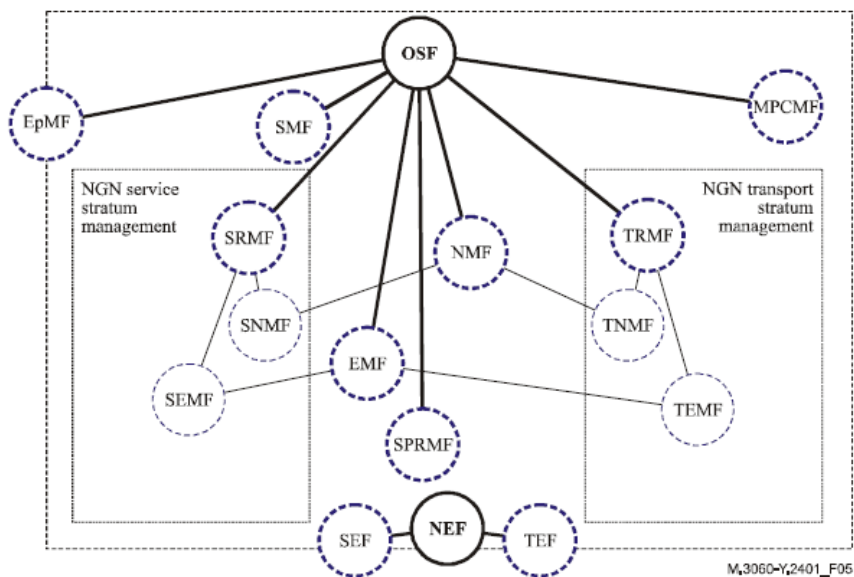 OSF
EpMF
SMF
MPCMF
NGN service
stratum
management
NGN transport
stratum
management
SRMF
NMF
TRMF
SNMF
TNMF
EMF
SEMF
TEMF
SPRMF
SEF
NEF
TEF
M.3060-Y.2401_F05